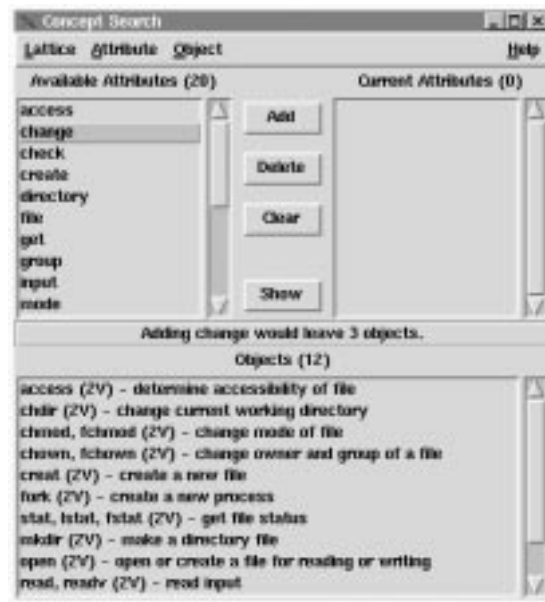 Concept Search
Lattice Attribute Object Help
Available Attributes (20) Current Attributes (0)
access
change
check
create
directory
file
get
group
input
mode
Add
Delete
Clear
Show
Adding change would leave 3 objects.
Objects (12)
access (2V) - determine accessibility of file
chdir (2V) - change current working directory
chmod, fchmod (2V) - change mode of file
chown, fchown (2V) - change owner and group of a file
creat (2V) - create a new file
fork (2V) - create a new process
stat, lstat, fstat (2V) - get file status
mkdir (2V) - make a directory file
open (2V) - open or create a file for reading or writing
read, readv (2V) - read input